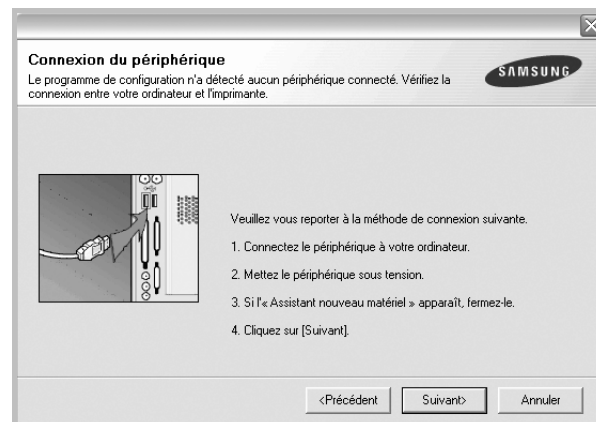 Connexion du périphérique
Le programme de configuration n'a détecté aucun périphérique connecté. Vérifiez la
connexion entre votre ordinateur et l'imprimante.
SAMSUNG
Veuillez vous reporter à la méthode de connexion suivante.
1. Connectez le périphérique à votre ordinateur.
2. Mettez le périphérique sous tension.
3. Si l'« Assistant nouveau matériel » apparaît, fermez-le.
4. Cliquez sur [Suivant].
<Précédent
Suivant>
Annuler